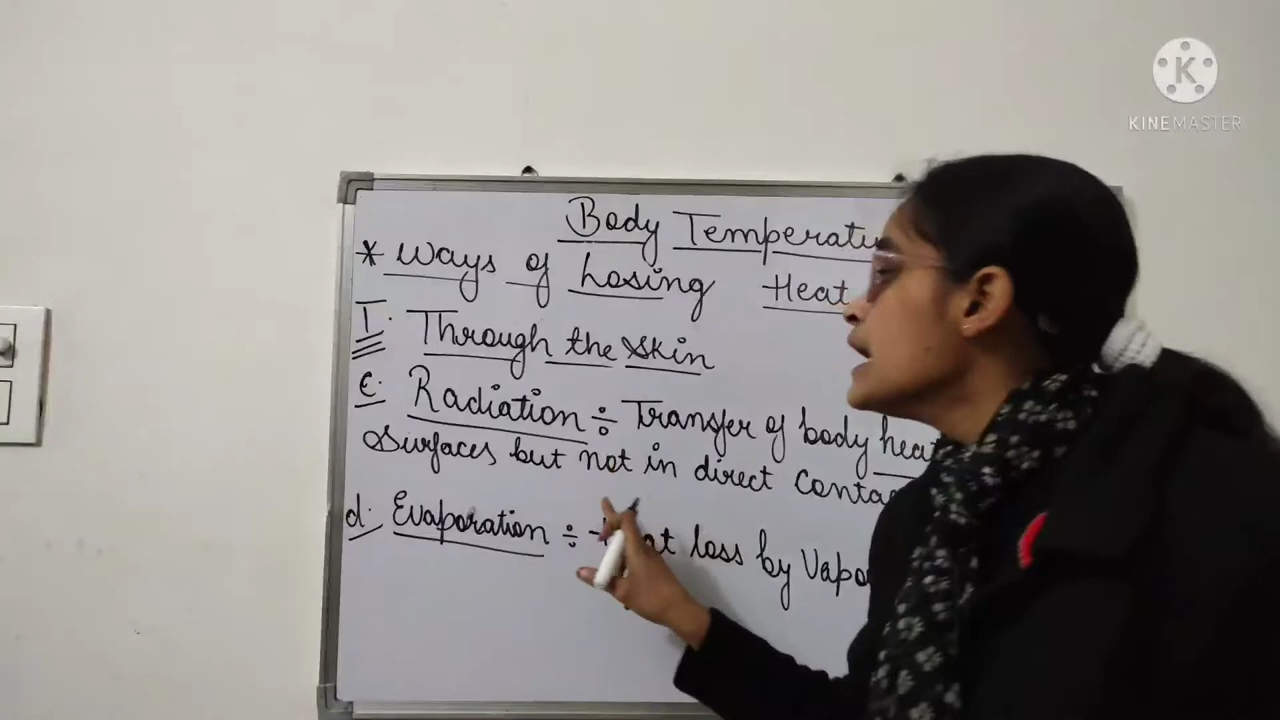 KINEMASTER
Body Temperatu
* Ways of Losing Heat
I. Through the Skin
c. Radiation ÷ Transfer of body heat
Surfaces but not in direct Conta
d. Evaporation ÷ loss by Vapo